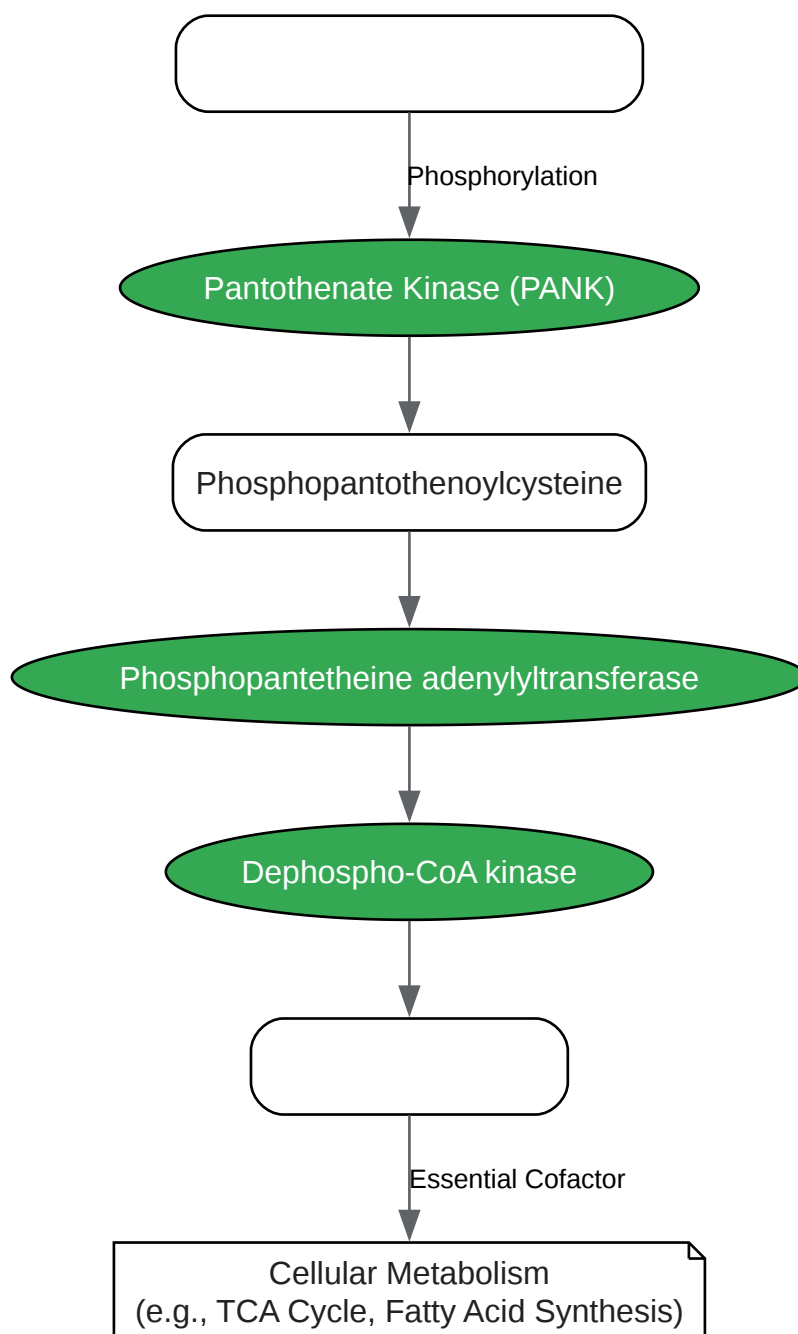 Phosphorylation
Pantothenate Kinase (PANK)
Phosphopantothenoylcysteine
Phosphopantetheine adenylyltransferase
Dephospho-CoA kinase
Essential Cofactor
Cellular Metabolism
(e.g., TCA Cycle, Fatty Acid Synthesis)